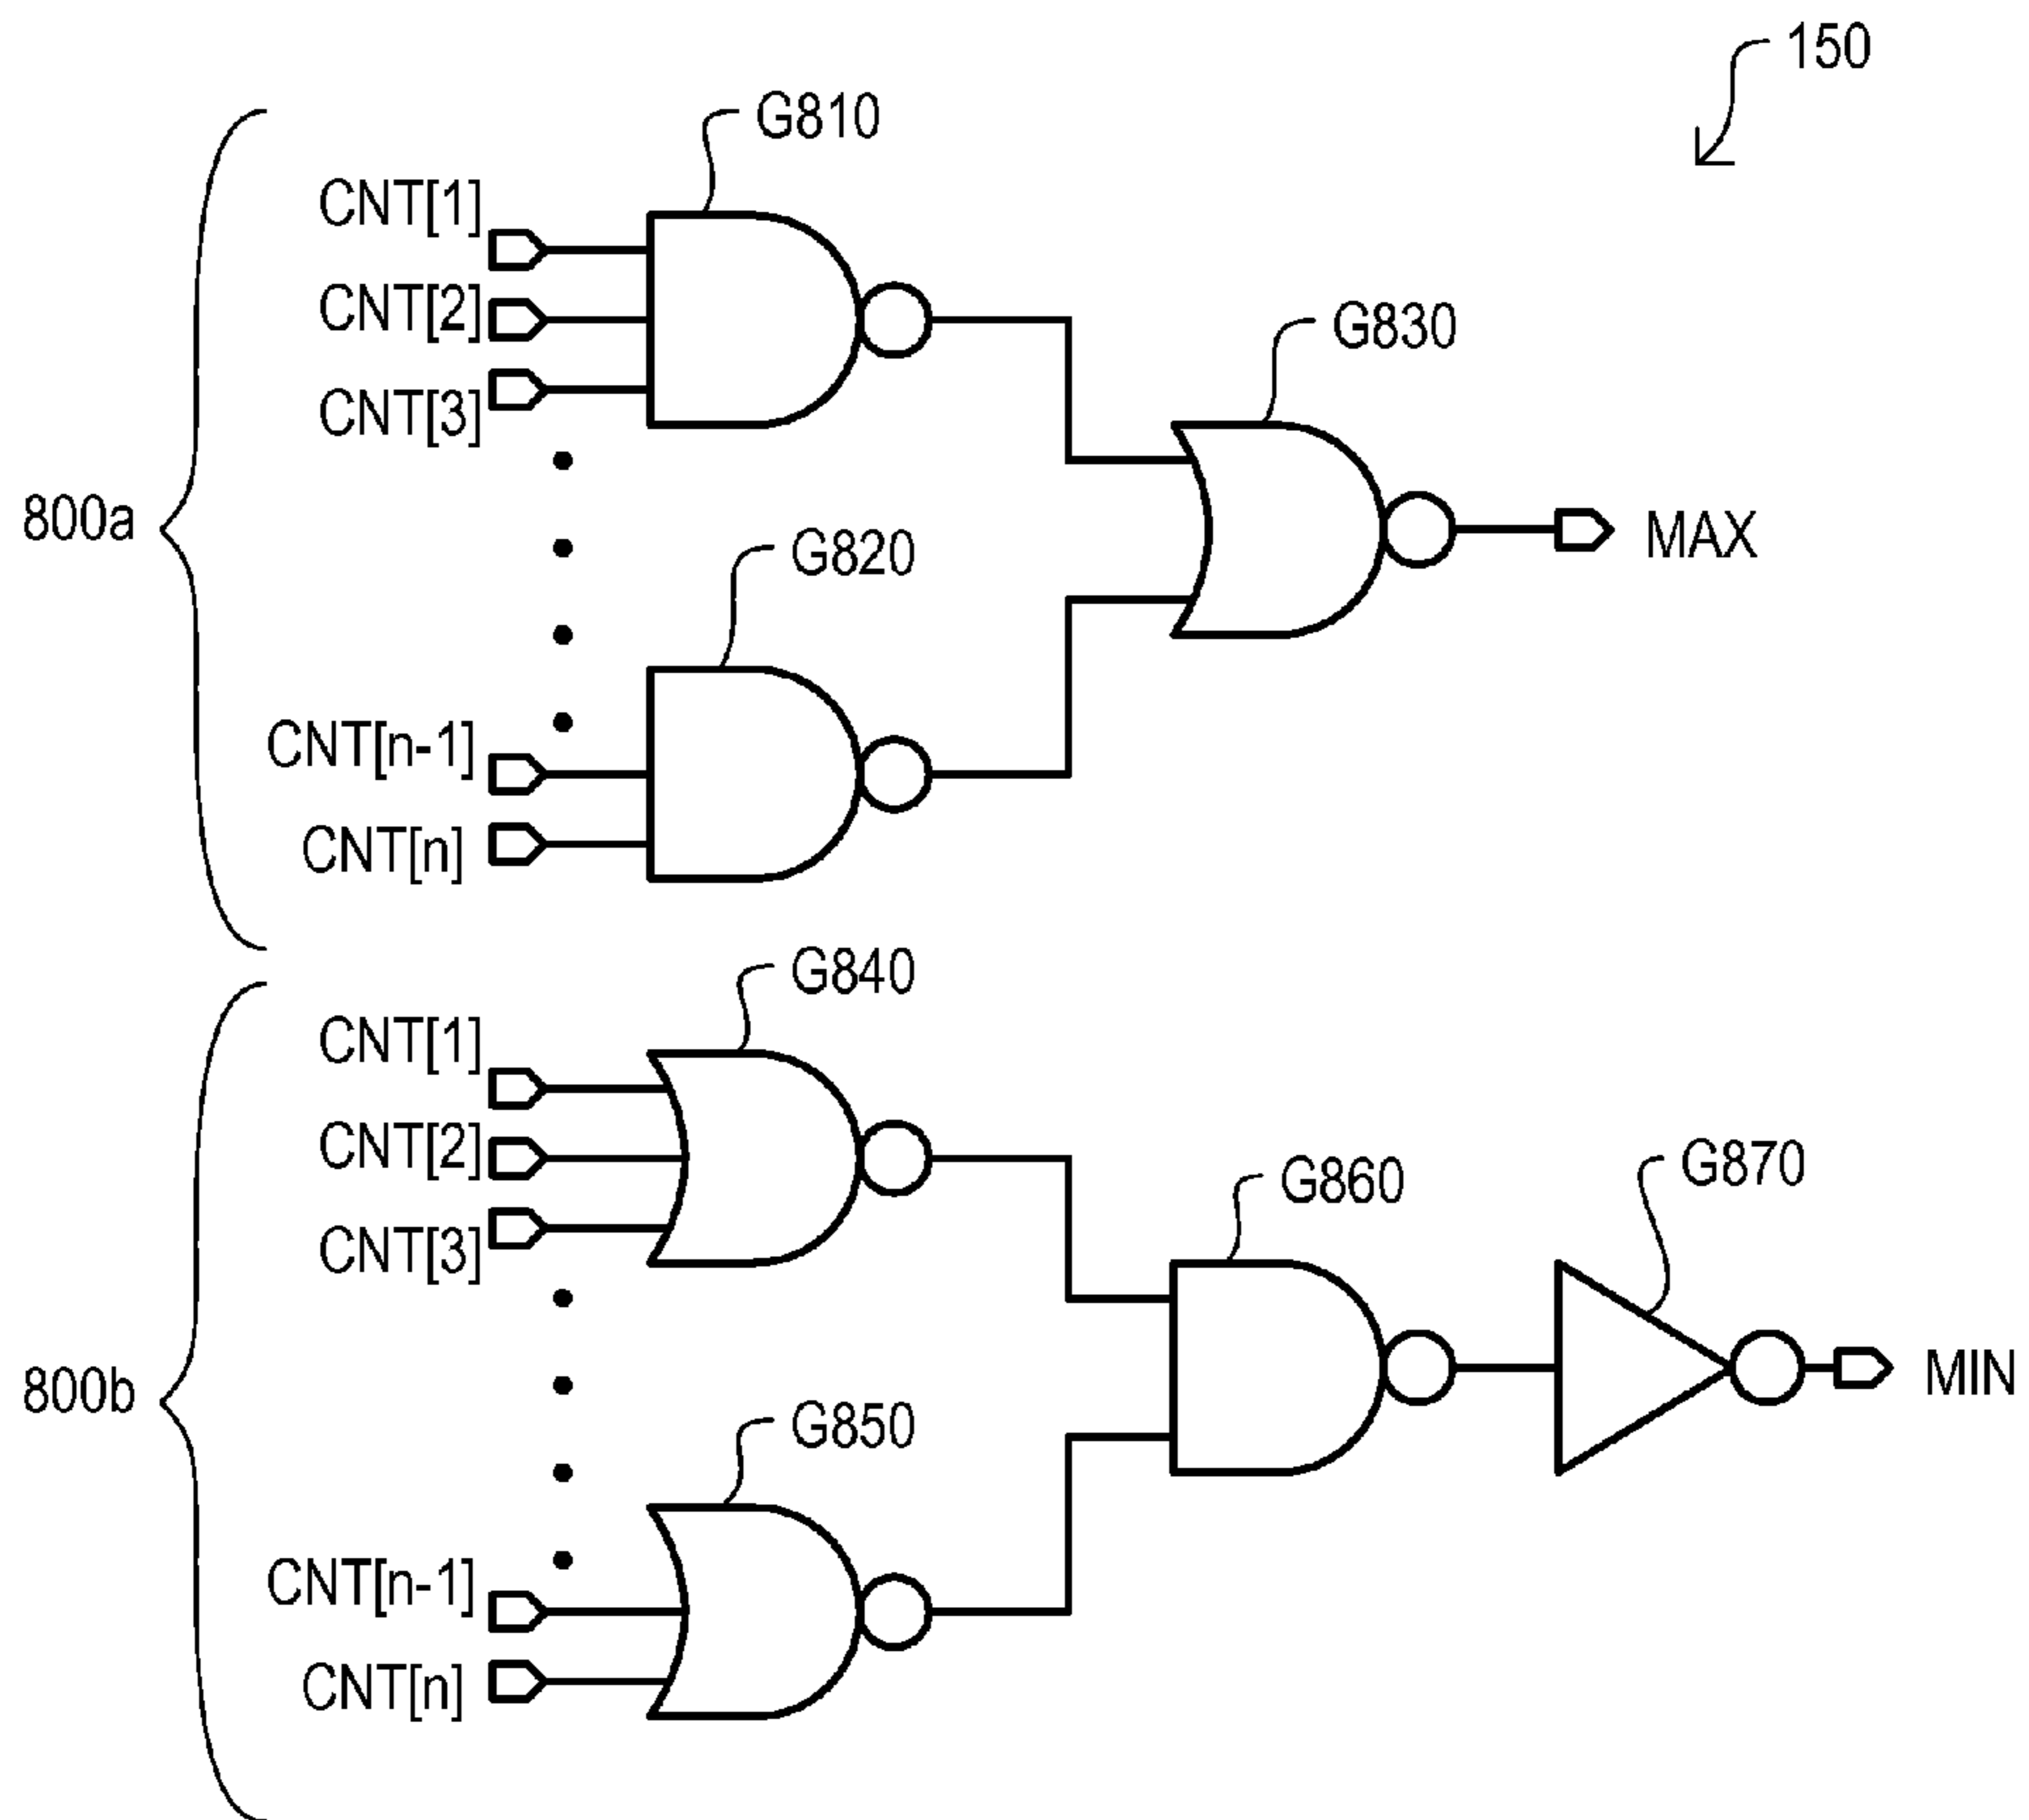 150
G810
CNT[1]
CNT[2]
CNT[3]
G830
800a
MAX
G820
CNT[n-1]
CNT[n]
G840
CNT[1]
CNT[2]
CNT[3]
G860
G870
800b
MIN
G850
CNT[n-1]
CNT[n]